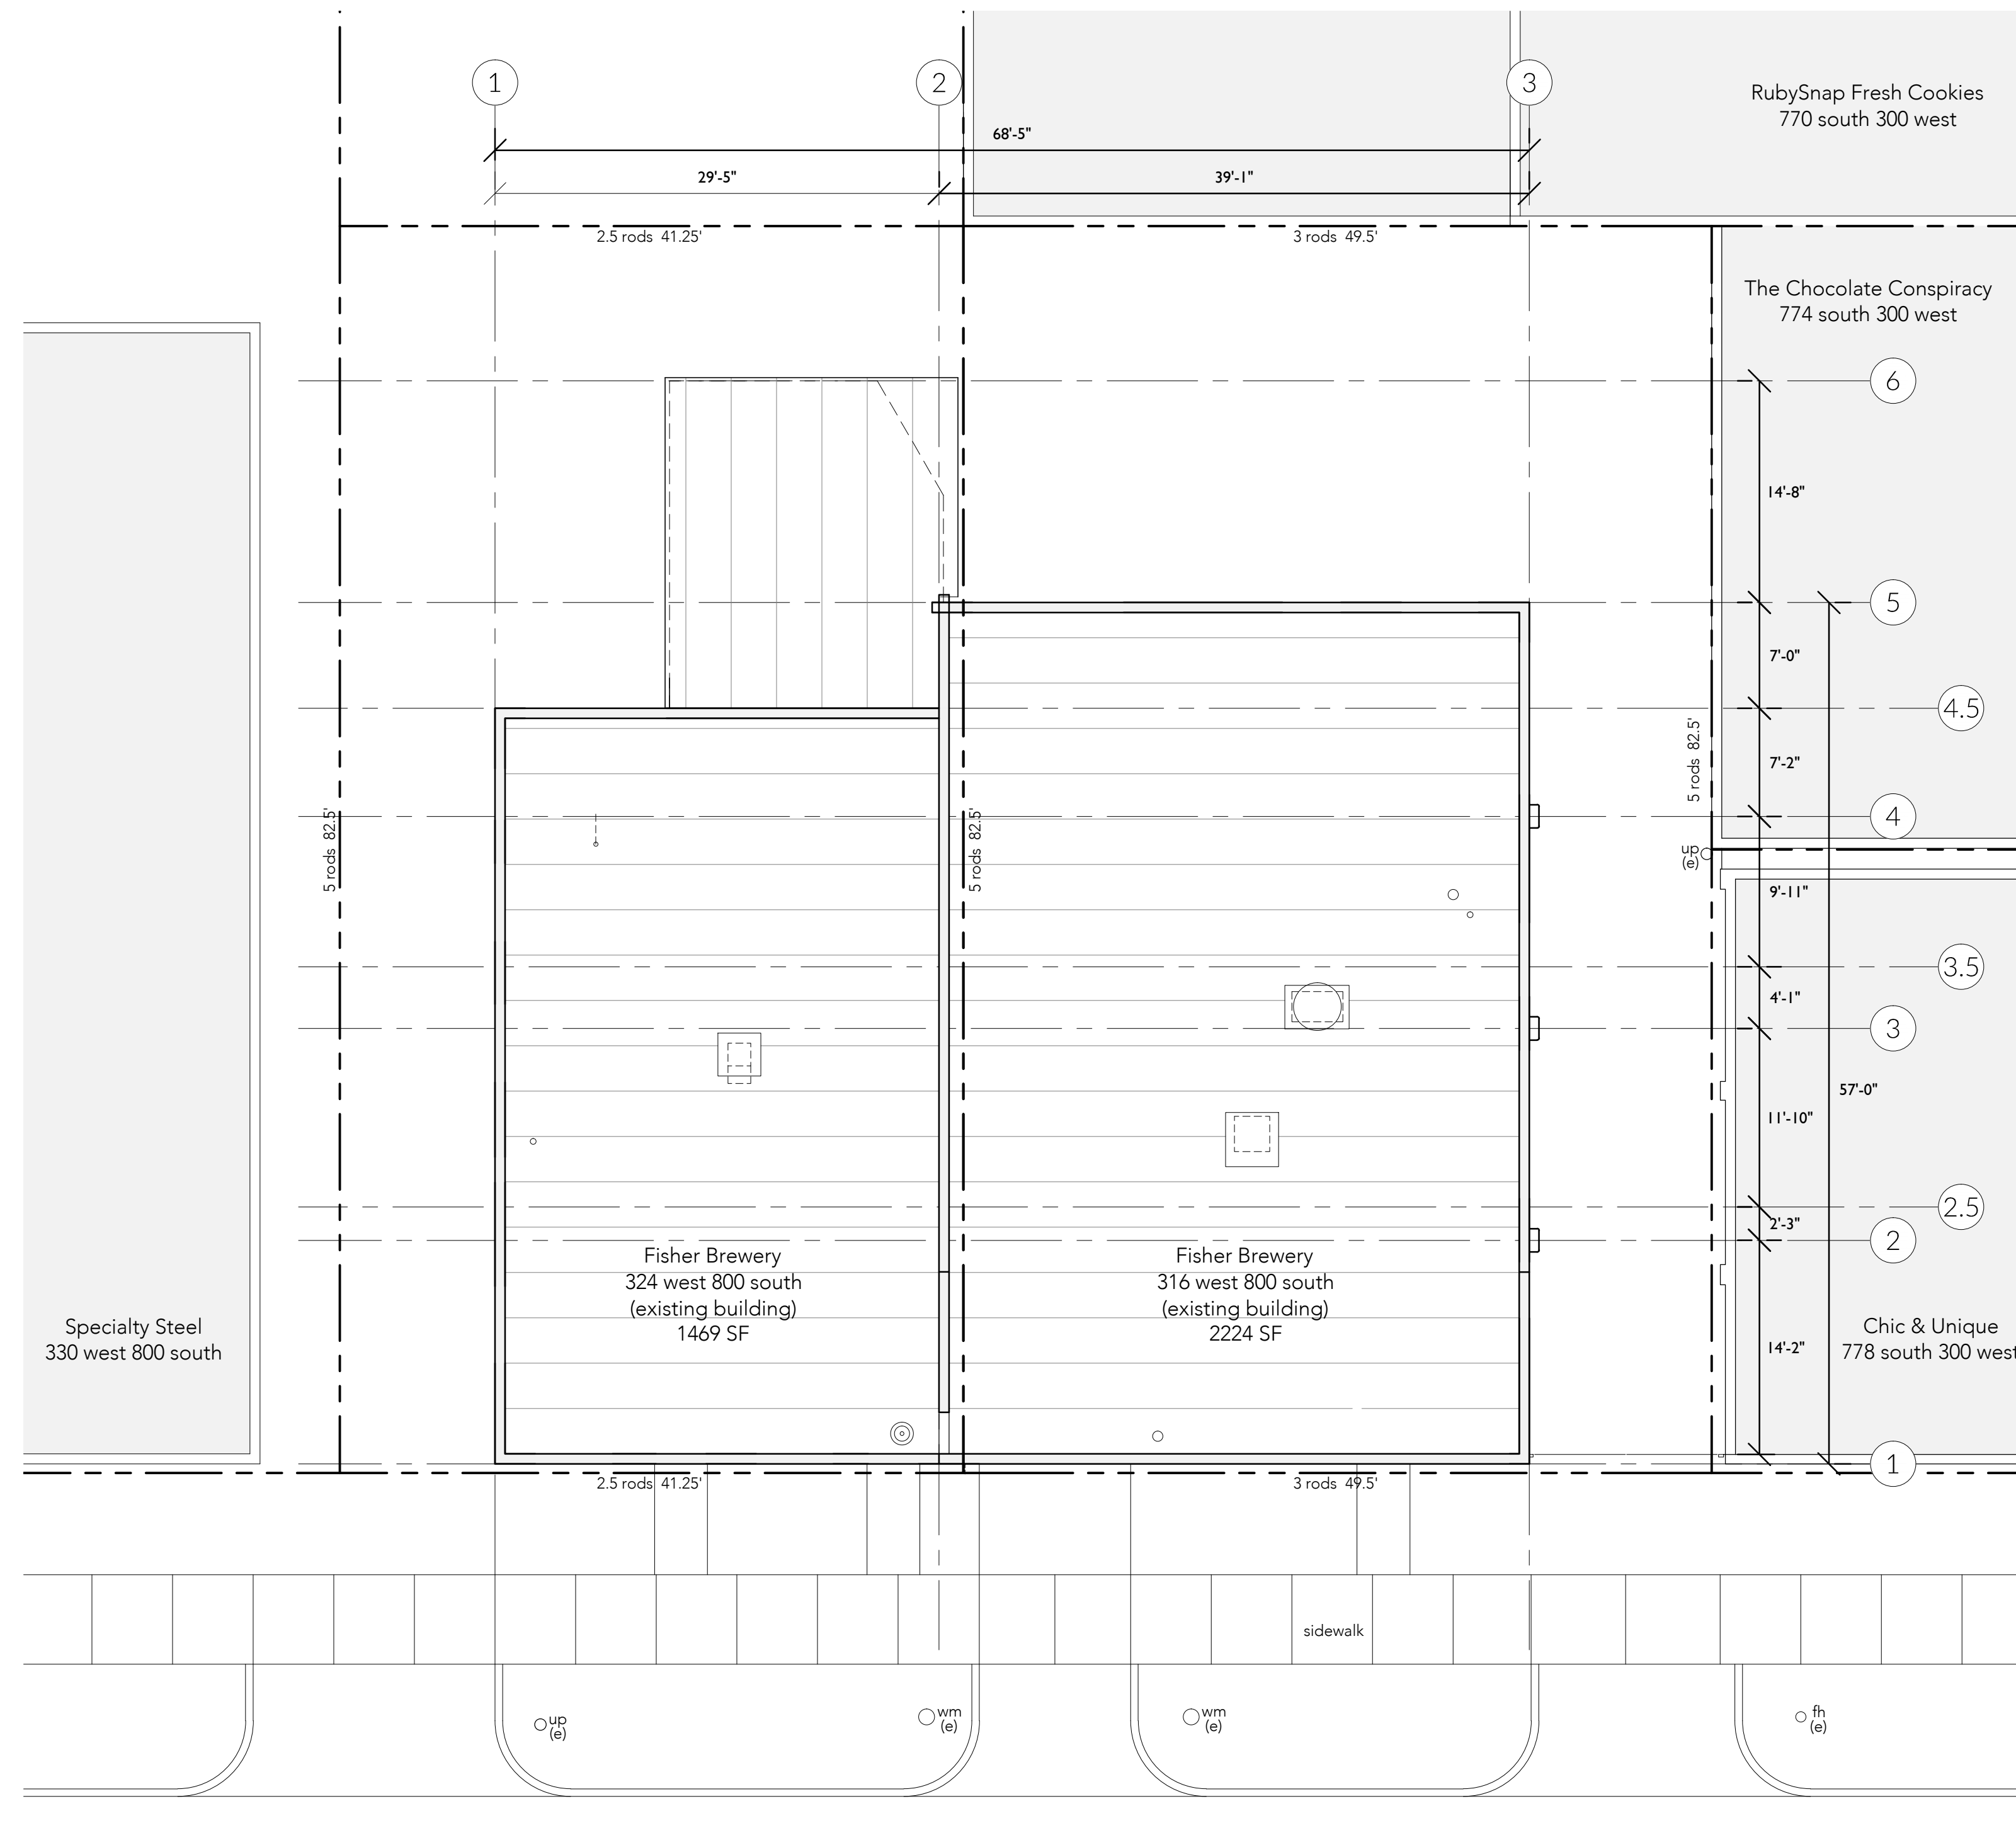 1
2
3
RubySnap Fresh Cookies
770 south 300 west
68'-5"
29'-5"
39'-1"
2.5 rods 41.25'
3 rods 49.5'
The Chocolate Conspiracy
774 south 300 west
6
14'-8"
5
7'-0"
4.5
5 rods 82.5'
7'-2"
5 rods 82.5'
5 rods 82.5'
4
up
(e)
9'-11"
3.5
4'-1"
3
57'-0"
11'-10"
2.5
2'-3"
2
Fisher Brewery
324 west 800 south
(existing building)
1469 SF
Fisher Brewery
316 west 800 south
(existing building)
2224 SF
Specialty Steel
330 west 800 south
Chic & Unique
778 south 300 west
14'-2"
1
2.5 rods 41.25'
3 rods 49.5'
sidewalk
up
(e)
wm
(e)
wm
(e)
fh
(e)